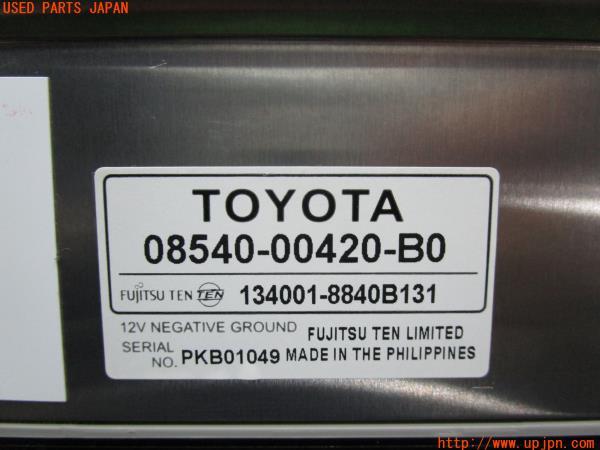 USED PARTS JAPAN
TOYOTA
08540-00420-B0
FUJITSU TEN TEN 134001-8840B131
12V NEGATIVE GROUND FUJITSU TEN LIMITED
SERIAL NO. PKB01049 MADE IN THE PHILIPPINES
http://www.upjpn.com